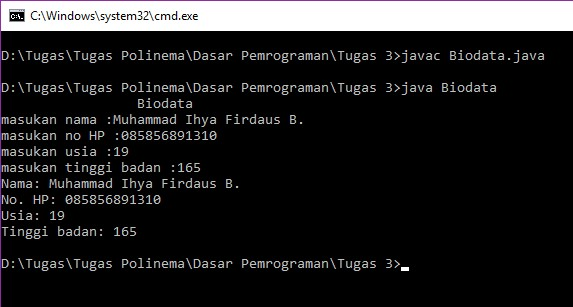 C:\Windows\system32\cmd.exe
D:\Tugas\Tugas Polinema\Dasar Pemrograman\Tugas 3>javac Biodata.java
D:\Tugas\Tugas Polinema\Dasar Pemrograman\Tugas 3>java Biodata
Biodata
masukan nama :Muhammad Ihya Firdaus B.
masukan no HP :085856891310
masukan usia :19
masukan tinggi badan :165
Nama: Muhammad Ihya Firdaus B.
No. HP: 085856891310
Usia: 19
Tinggi badan: 165
D:\Tugas\Tugas Polinema\Dasar Pemrograman\Tugas 3>